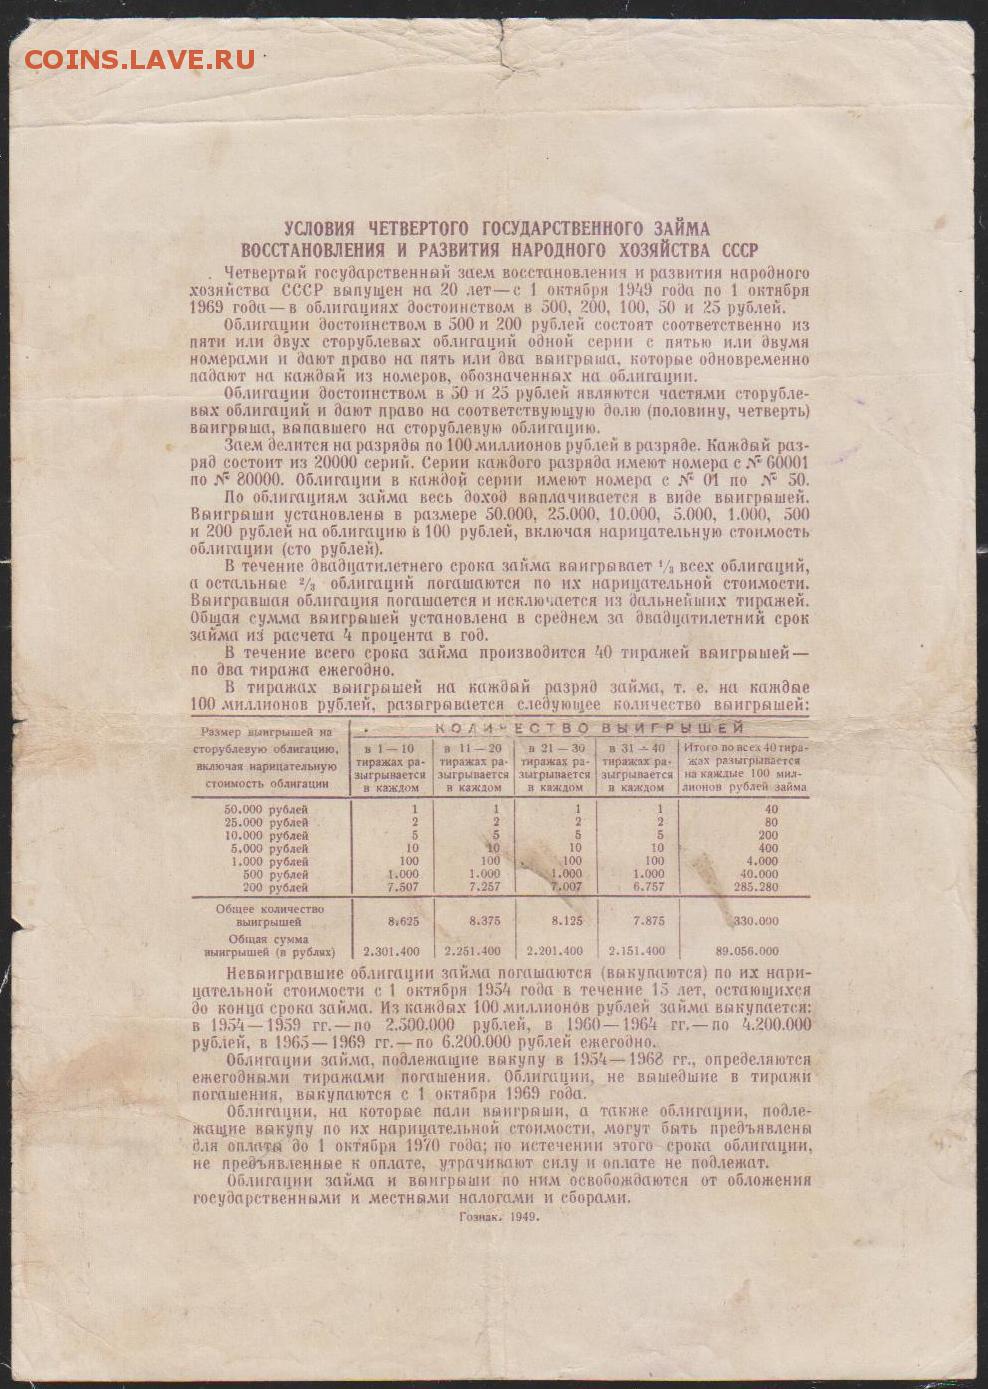 COINS.LAVE.RU
УСЛОВИЯ ЧЕТВЕРТОГО ГОСУДАРСТВЕННОГО ЗАЙМА
ВОССТАНОВЛЕНИЯ И РАЗВИТИЯ НАРОДНОГО ХОЗЯЙСТВА СССР
Четвертый государственный заем восстановления и развития народного
хозяйства СССР выпущен на 20 лет—с 1 октября 1949 года по 1 октября
1969 года—в облигациях достоинством в 500, 200, 100, 50 и 25 рублей.
Облигации достоинством в 500 и 200 рублей состоят соответственно из
пяти или двух сторублевых облигаций одной серии с пятью или двумя
номерами и дают право на пять или два выигрыша, которые одновременно
падают на каждый из номеров, обозначенных на облигации.
Облигации достоинством в 50 и 25 рублей являются частями сторубле-
вых облигаций и дают право на соответствующую долю (половину, четверть)
выигрыша, выпавшего на сторублевую облигацию.
Заем делится на разряды по 100 миллионов рублей в разряде. Каждый раз-
ряд состоит из 20000 серий. Серии каждого разряда имеют номера с № 60001
по № 80000. Облигации в каждой серии имеют номера с № 01 по № 50.
По облигациям займа весь доход выплачивается в виде выигрышей.
Выигрыши установлены в размере 50.000, 25.000, 10.000, 5.000, 1.000, 500
и 200 рублей на облигацию в 100 рублей, включая нарицательную стоимость
облигации (сто рублей).
В течение двадцатилетнего срока займа выигрывает 1/3 всех облигаций,
а остальные 2/3 облигаций погашаются по их нарицательной стоимости.
Выигравшая облигация погашается и исключается из дальнейших тиражей.
Общая сумма выигрышей установлена в среднем за двадцатилетний срок
займа из расчета 4 процента в год.
В течение всего срока займа производится 40 тиражей выигрышей—
по два тиража ежегодно.
В тиражах выигрышей на каждый разряд займа, т. е. на каждые
100 миллионов рублей, разыгрывается следующее количество выигрышей:
Размер выигрышей на
сторублевую облигацию,
включая нарицательную
стоимость облигации
КОЛИЧЕСТВО ВЫИГРЫШЕЙ
в 1—10
тиражах ра-
зыгрывается
в каждом
в 11—20
тиражах ра-
зыгрывается
в каждом
в 21—30
тиражах ра-
зыгрывается
в каждом
в 31—40
тиражах ра-
зыгрывается
в каждом
Итого во всех 40 тира-
жах разыгрывается
на каждые 100 мил-
лионов рублей займа
50.000 рублей 1 1 1 1 40
25.000 рублей 2 2 2 2 80
10.000 рублей 5 5 5 5 200
5.000 рублей 10 10 10 10 400
1.000 рублей 100 100 100 100 4.000
500 рублей 1.000 1.000 1.000 1.000 40.000
200 рублей 7.507 7.257 7.007 6.757 285.280
Общее количество
выигрышей 8.625 8.375 8.125 7.875 330.000
Общая сумма
выигрышей (в рублях) 2.301.400 2.251.400 2.201.400 2.151.400 89.056.000
Невыигравшие облигации займа погашаются (выкупаются) по их нари-
цательной стоимости с 1 октября 1954 года в течение 15 лет, остающихся
до конца срока займа. Из каждых 100 миллионов рублей займа выкупается:
в 1954—1959 гг.—по 2.500.000 рублей, в 1960—1964 гг.—по 4.200.000
рублей, в 1965—1969 гг.—по 6.200.000 рублей ежегодно.
Облигации займа, подлежащие выкупу в 1954—1968 гг., определяются
ежегодными тиражами погашения. Облигации, не вышедшие в тиражи
погашения, выкупаются с 1 октября 1969 года.
Облигации, на которые пали выигрыши, а также облигации, подле-
жащие выкупу по их нарицательной стоимости, могут быть предъявлены
для оплаты до 1 октября 1970 года; по истечении этого срока облигации,
не предъявленные к оплате, утрачивают силу и оплате не подлежат.
Облигации займа и выигрыши по ним освобождаются от обложения
государственными и местными налогами и сборами.
Гознак. 1949.